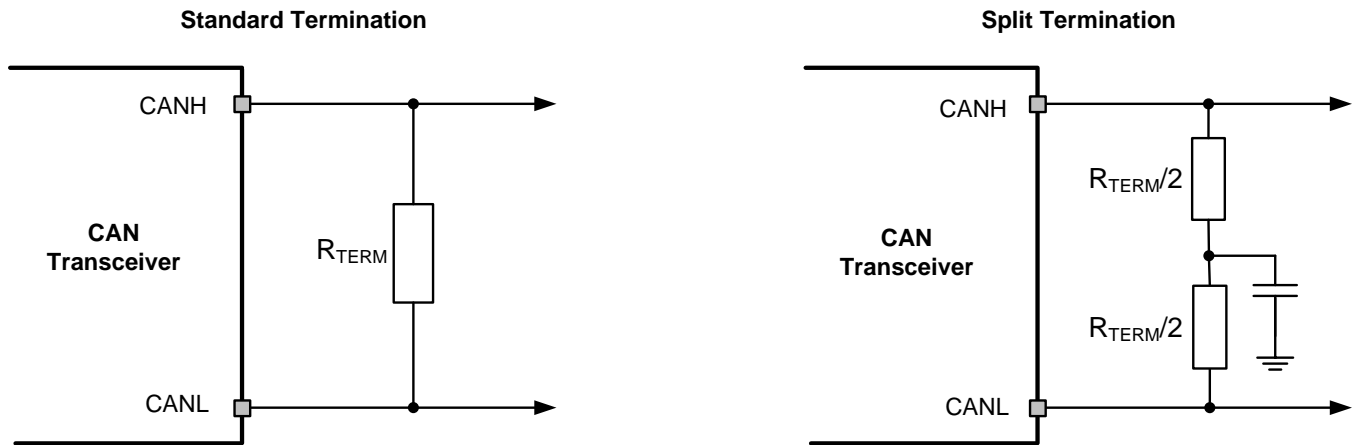 Standard Termination
CANH
CAN
Transceiver
RTERM
CANL
Split Termination
CANH
RTERM/2
CAN
Transceiver
RTERM/2
CANL